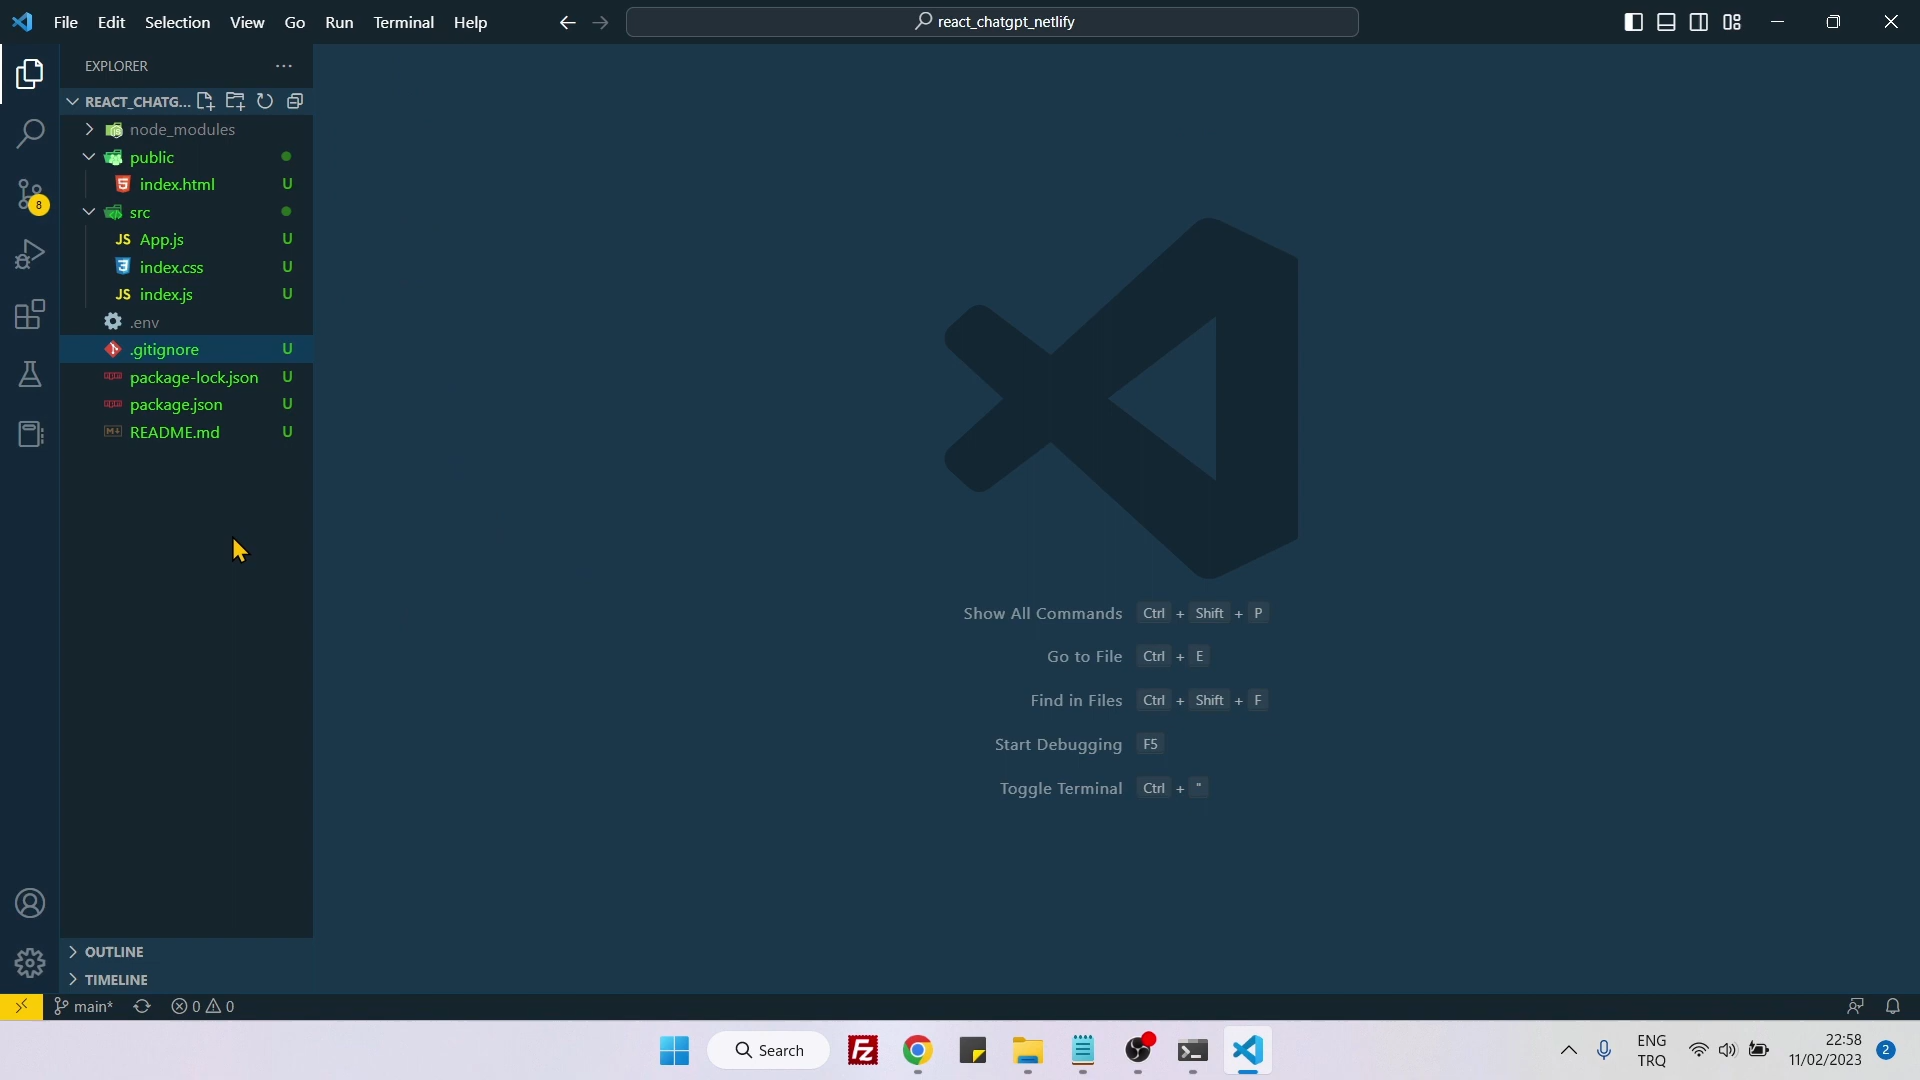 File Edit Selection View Go Run Terminal Help
react_chatgpt_netlify
EXPLORER
REACT_CHATG...
node_modules
public
index.html U
src
App.js U
index.css U
index.js U
.env
.gitignore U
package-lock.json U
package.json U
README.md U
8
Show All Commands Ctrl + Shift + P
Go to File Ctrl + E
Find in Files Ctrl + Shift + F
Start Debugging F5
Toggle Terminal Ctrl + "
OUTLINE
TIMELINE
main* 0 0
Search
ENG
TRQ
22:58
11/02/2023
2